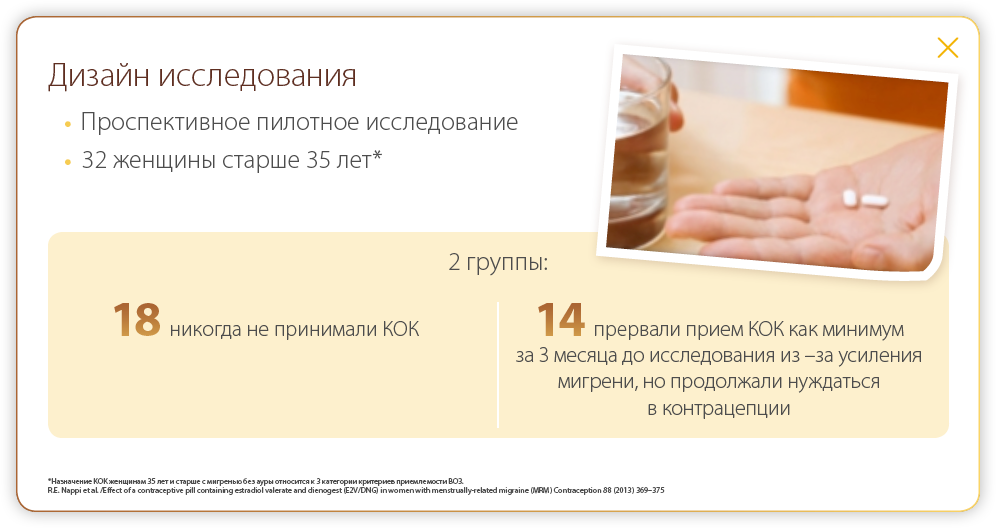 Дизайн исследования
• Проспективное пилотное исследование
• 32 женщины старше 35 лет*
2 группы:
18 никогда не принимали КОК
14 прервали прием КОК как минимум
за 3 месяца до исследования из –за усиления
мигрени, но продолжали нуждаться
в контрацепции
*Назначение КОК женщинам 35 лет и старше с мигренью без ауры относится к 3 категории критериев приемлемости ВОЗ.
R.E. Nappi et al. /Effect of a contraceptive pill containing estradiol valerate and dienogest (E2V/DNG) in women with menstrually-related migraine (MRM) Contraception 88 (2013) 369–375